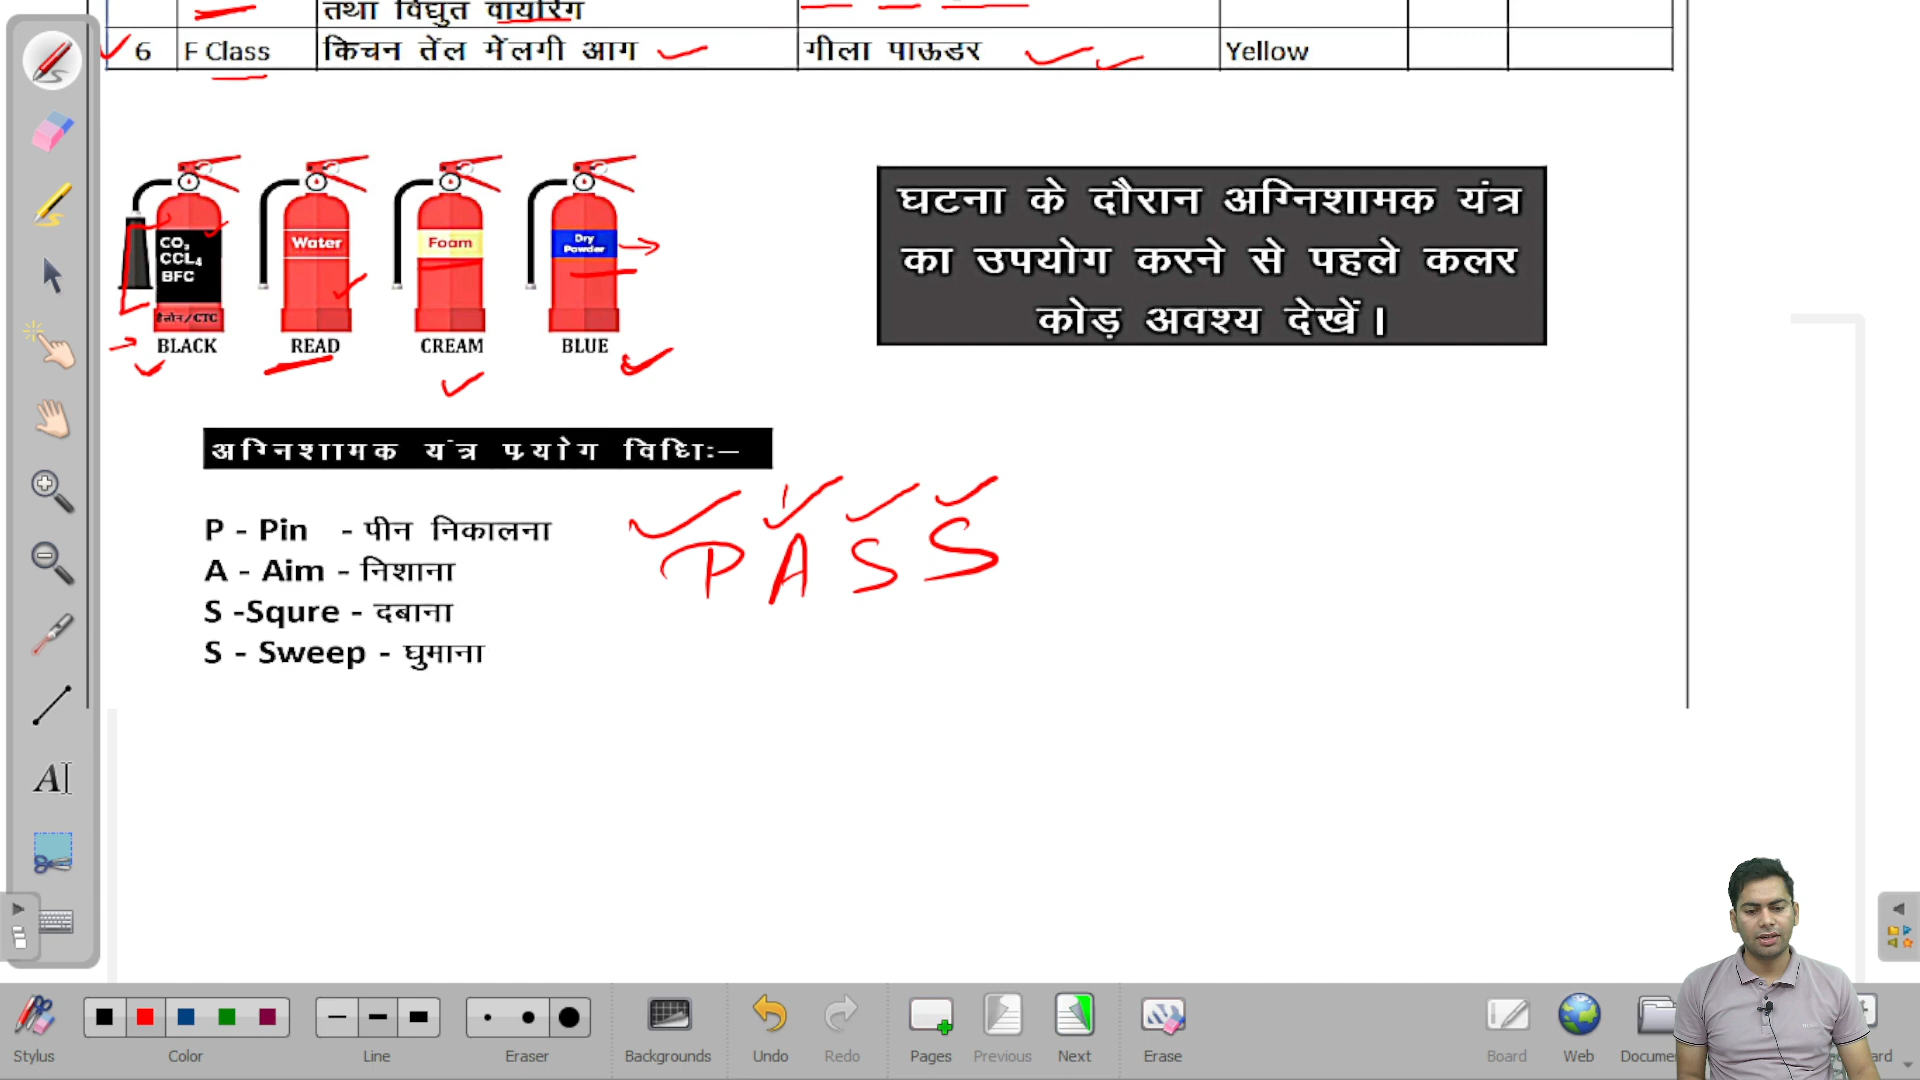 तथा विद्युत वायरिंग
6 F Class किचन तेंल मेंलगी आग गीला पाऊडर Yellow
CO₂
CCL₄
BFC
हैलोन/CTC
Water
Foam
Dry
Powder
BLACK READ CREAM BLUE
घटना के दौरान अग्निशामक यंत्र
का उपयोग करने से पहले कलर
कोड़ अवश्य देखें।
अग्निशामक यंत्र प्रयोग विधिः–
P - Pin - पीन निकालना
A - Aim - निशाना
S -Squre - दबाना
S - Sweep - घुमाना
PASS
Stylus Color Line Eraser Backgrounds Undo Redo Pages Previous Next Erase Board Web